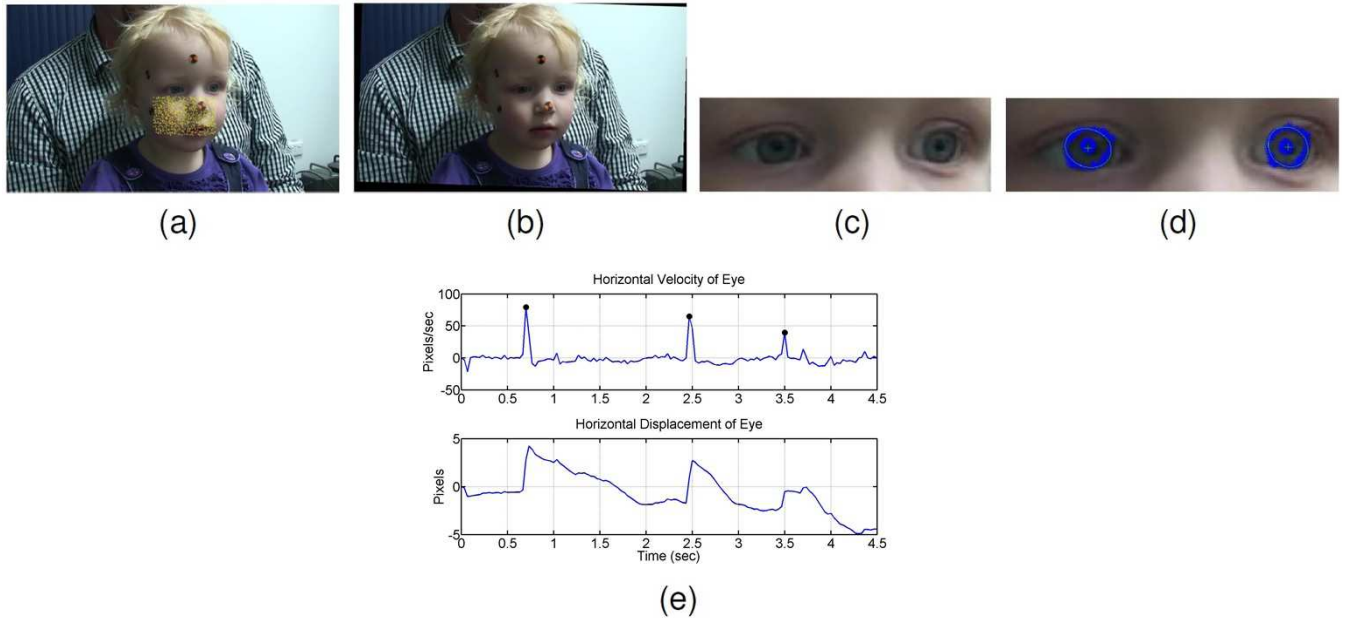 (a)
(b)
(c)
(d)
Horizontal Velocity of Eye
Pixels/sec
100
50
0
-50
0 0.5 1 1.5 2 2.5 3 3.5 4 4.5
Horizontal Displacement of Eye
Pixels
5
0
-5
0 0.5 1 1.5 2 2.5 3 3.5 4 4.5
Time (sec)
(e)